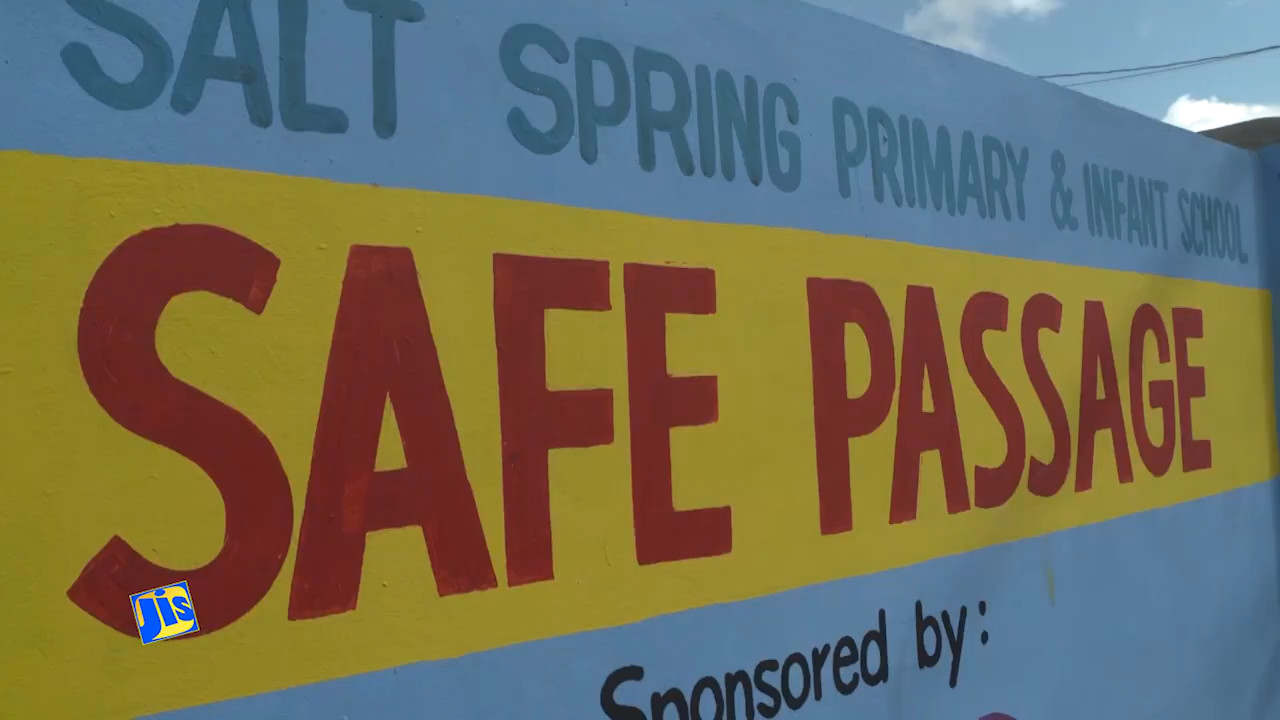 SALT SPRING PRIMARY & INFANT SCHOOL
SAFE PASSAGE
Sponsored by:
jis